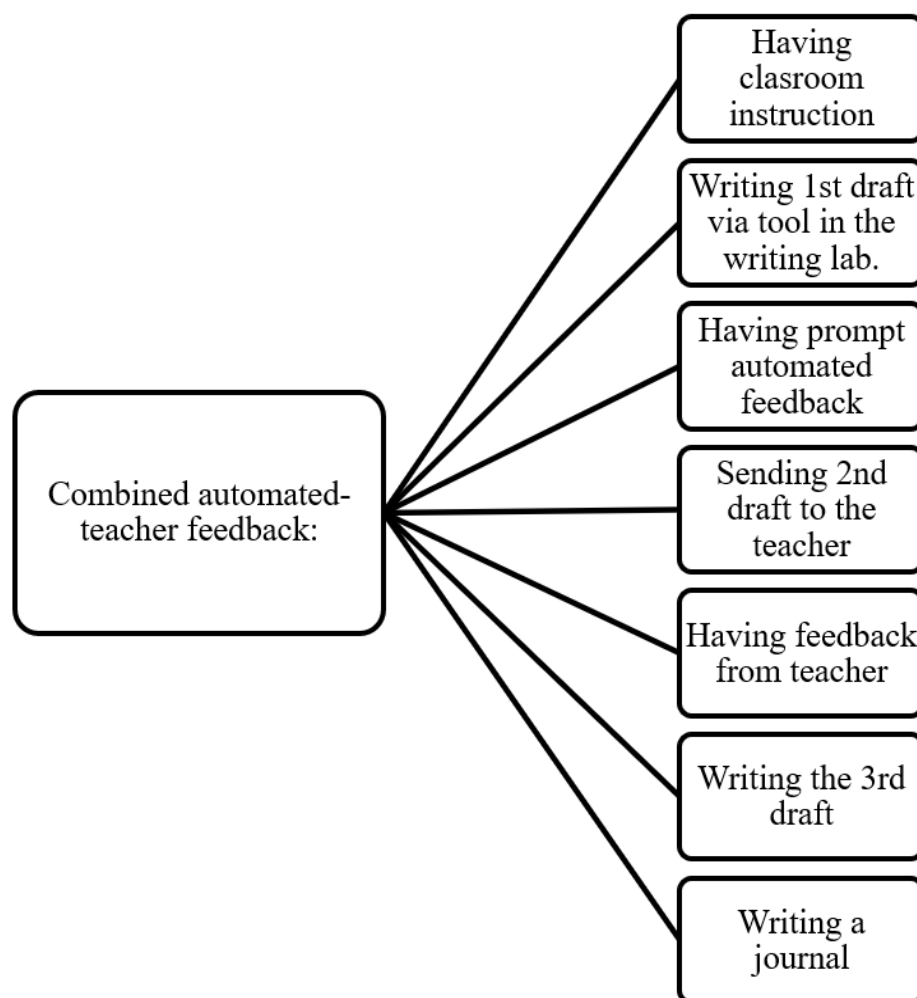 Having
clasroom
instruction
Writing 1st draft
via tool in the
writing lab.
Having prompt
automated
feedback
Combined automated-
teacher feedback:
Sending 2nd
draft to the
teacher
Having feedback
from teacher
Writing the 3rd
draft
Writing a
journal